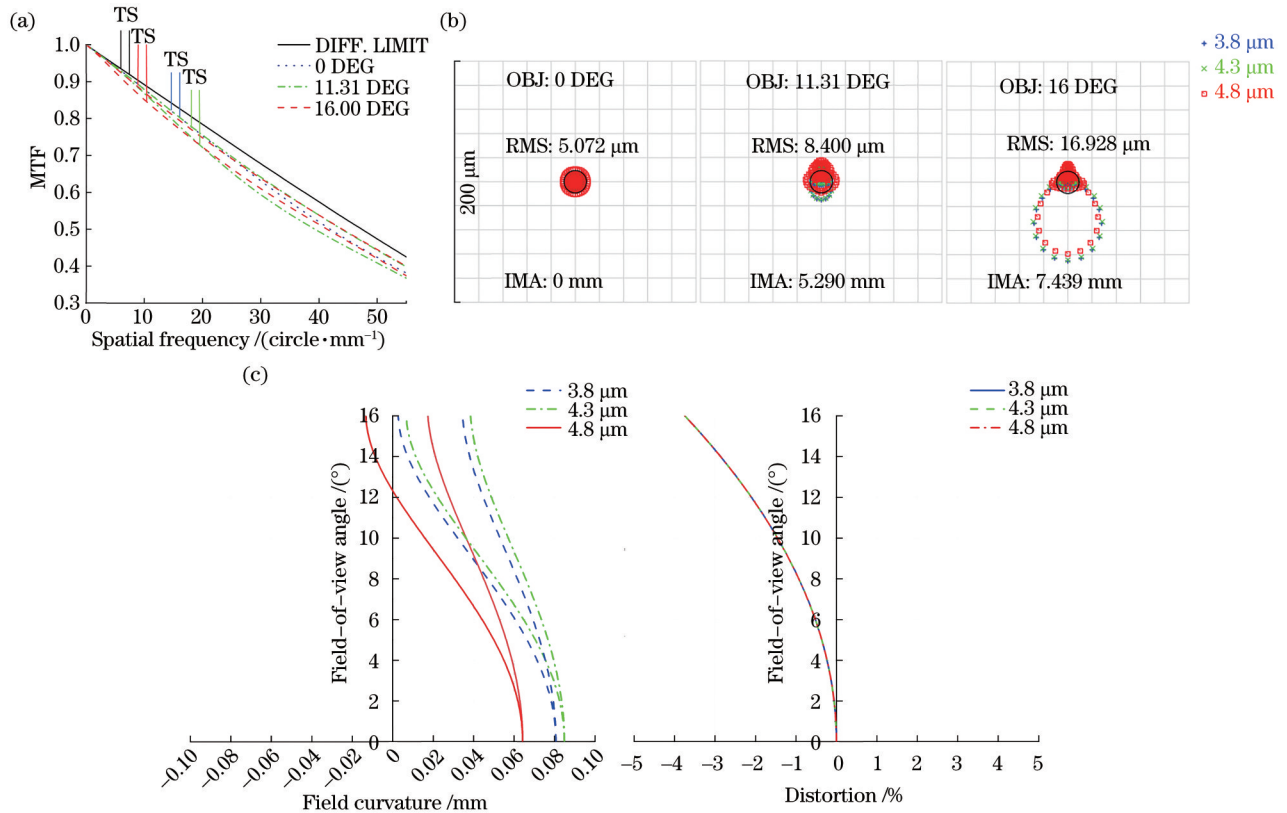 (a)
TS
TS
TS
TS
DIFF. LIMIT
0 DEG
11.31 DEG
16.00 DEG
1.0
0.9
0.8
0.7
0.6
0.5
0.4
0.3
MTF
0
10
20
30
40
50
Spatial frequency /(circle·mm⁻¹)
(b)
3.8 μm
4.3 μm
4.8 μm
200 μm
OBJ: 0 DEG
RMS: 5.072 μm
IMA: 0 mm
OBJ: 11.31 DEG
RMS: 8.400 μm
IMA: 5.290 mm
OBJ: 16 DEG
RMS: 16.928 μm
IMA: 7.439 mm
(c)
3.8 μm
4.3 μm
4.8 μm
16
14
12
10
8
6
4
2
0
Field-of-view angle /(°)
−0.10
−0.08
−0.06
−0.04
−0.02
0
0.02
0.04
0.06
0.08
0.10
Field curvature /mm
3.8 μm
4.3 μm
4.8 μm
16
14
12
10
8
6
4
2
0
Field-of-view angle /(°)
−5
−4
−3
−2
−1
0
1
2
3
4
5
Distortion /%